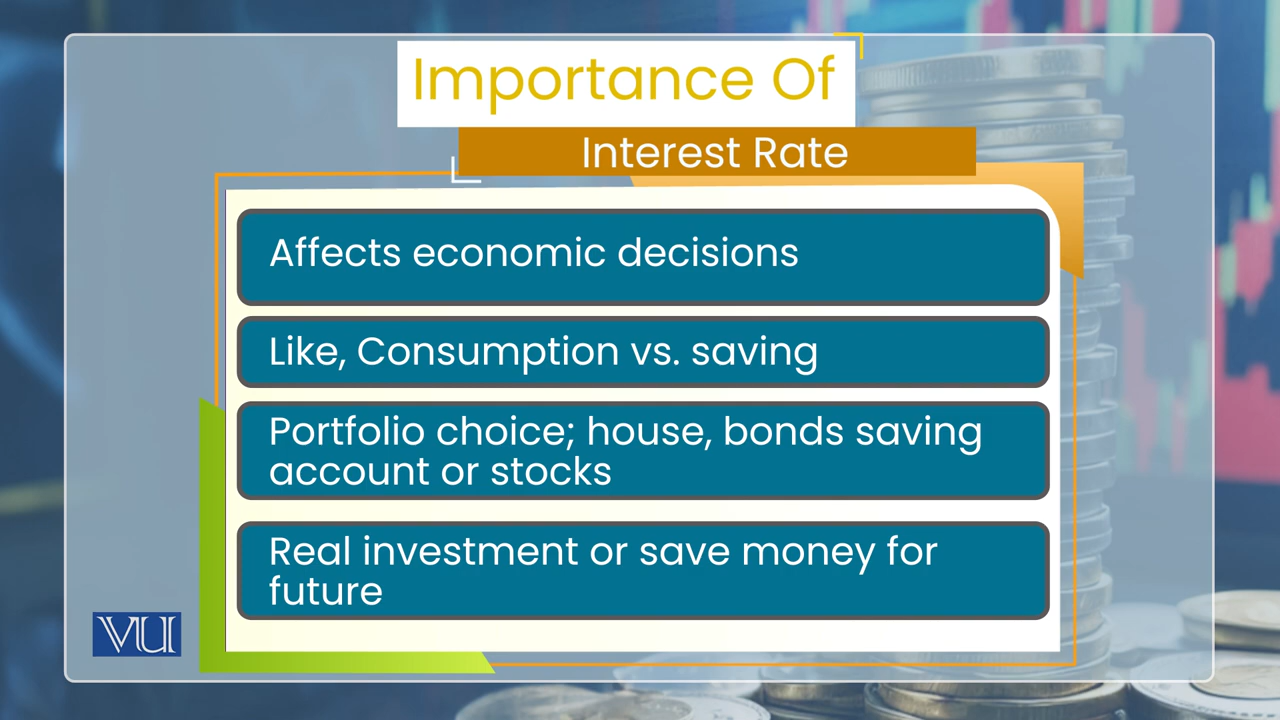 Importance Of
Interest Rate
Affects economic decisions
Like, Consumption vs. saving
Portfolio choice; house, bonds saving
account or stocks
Real investment or save money for
future
VU